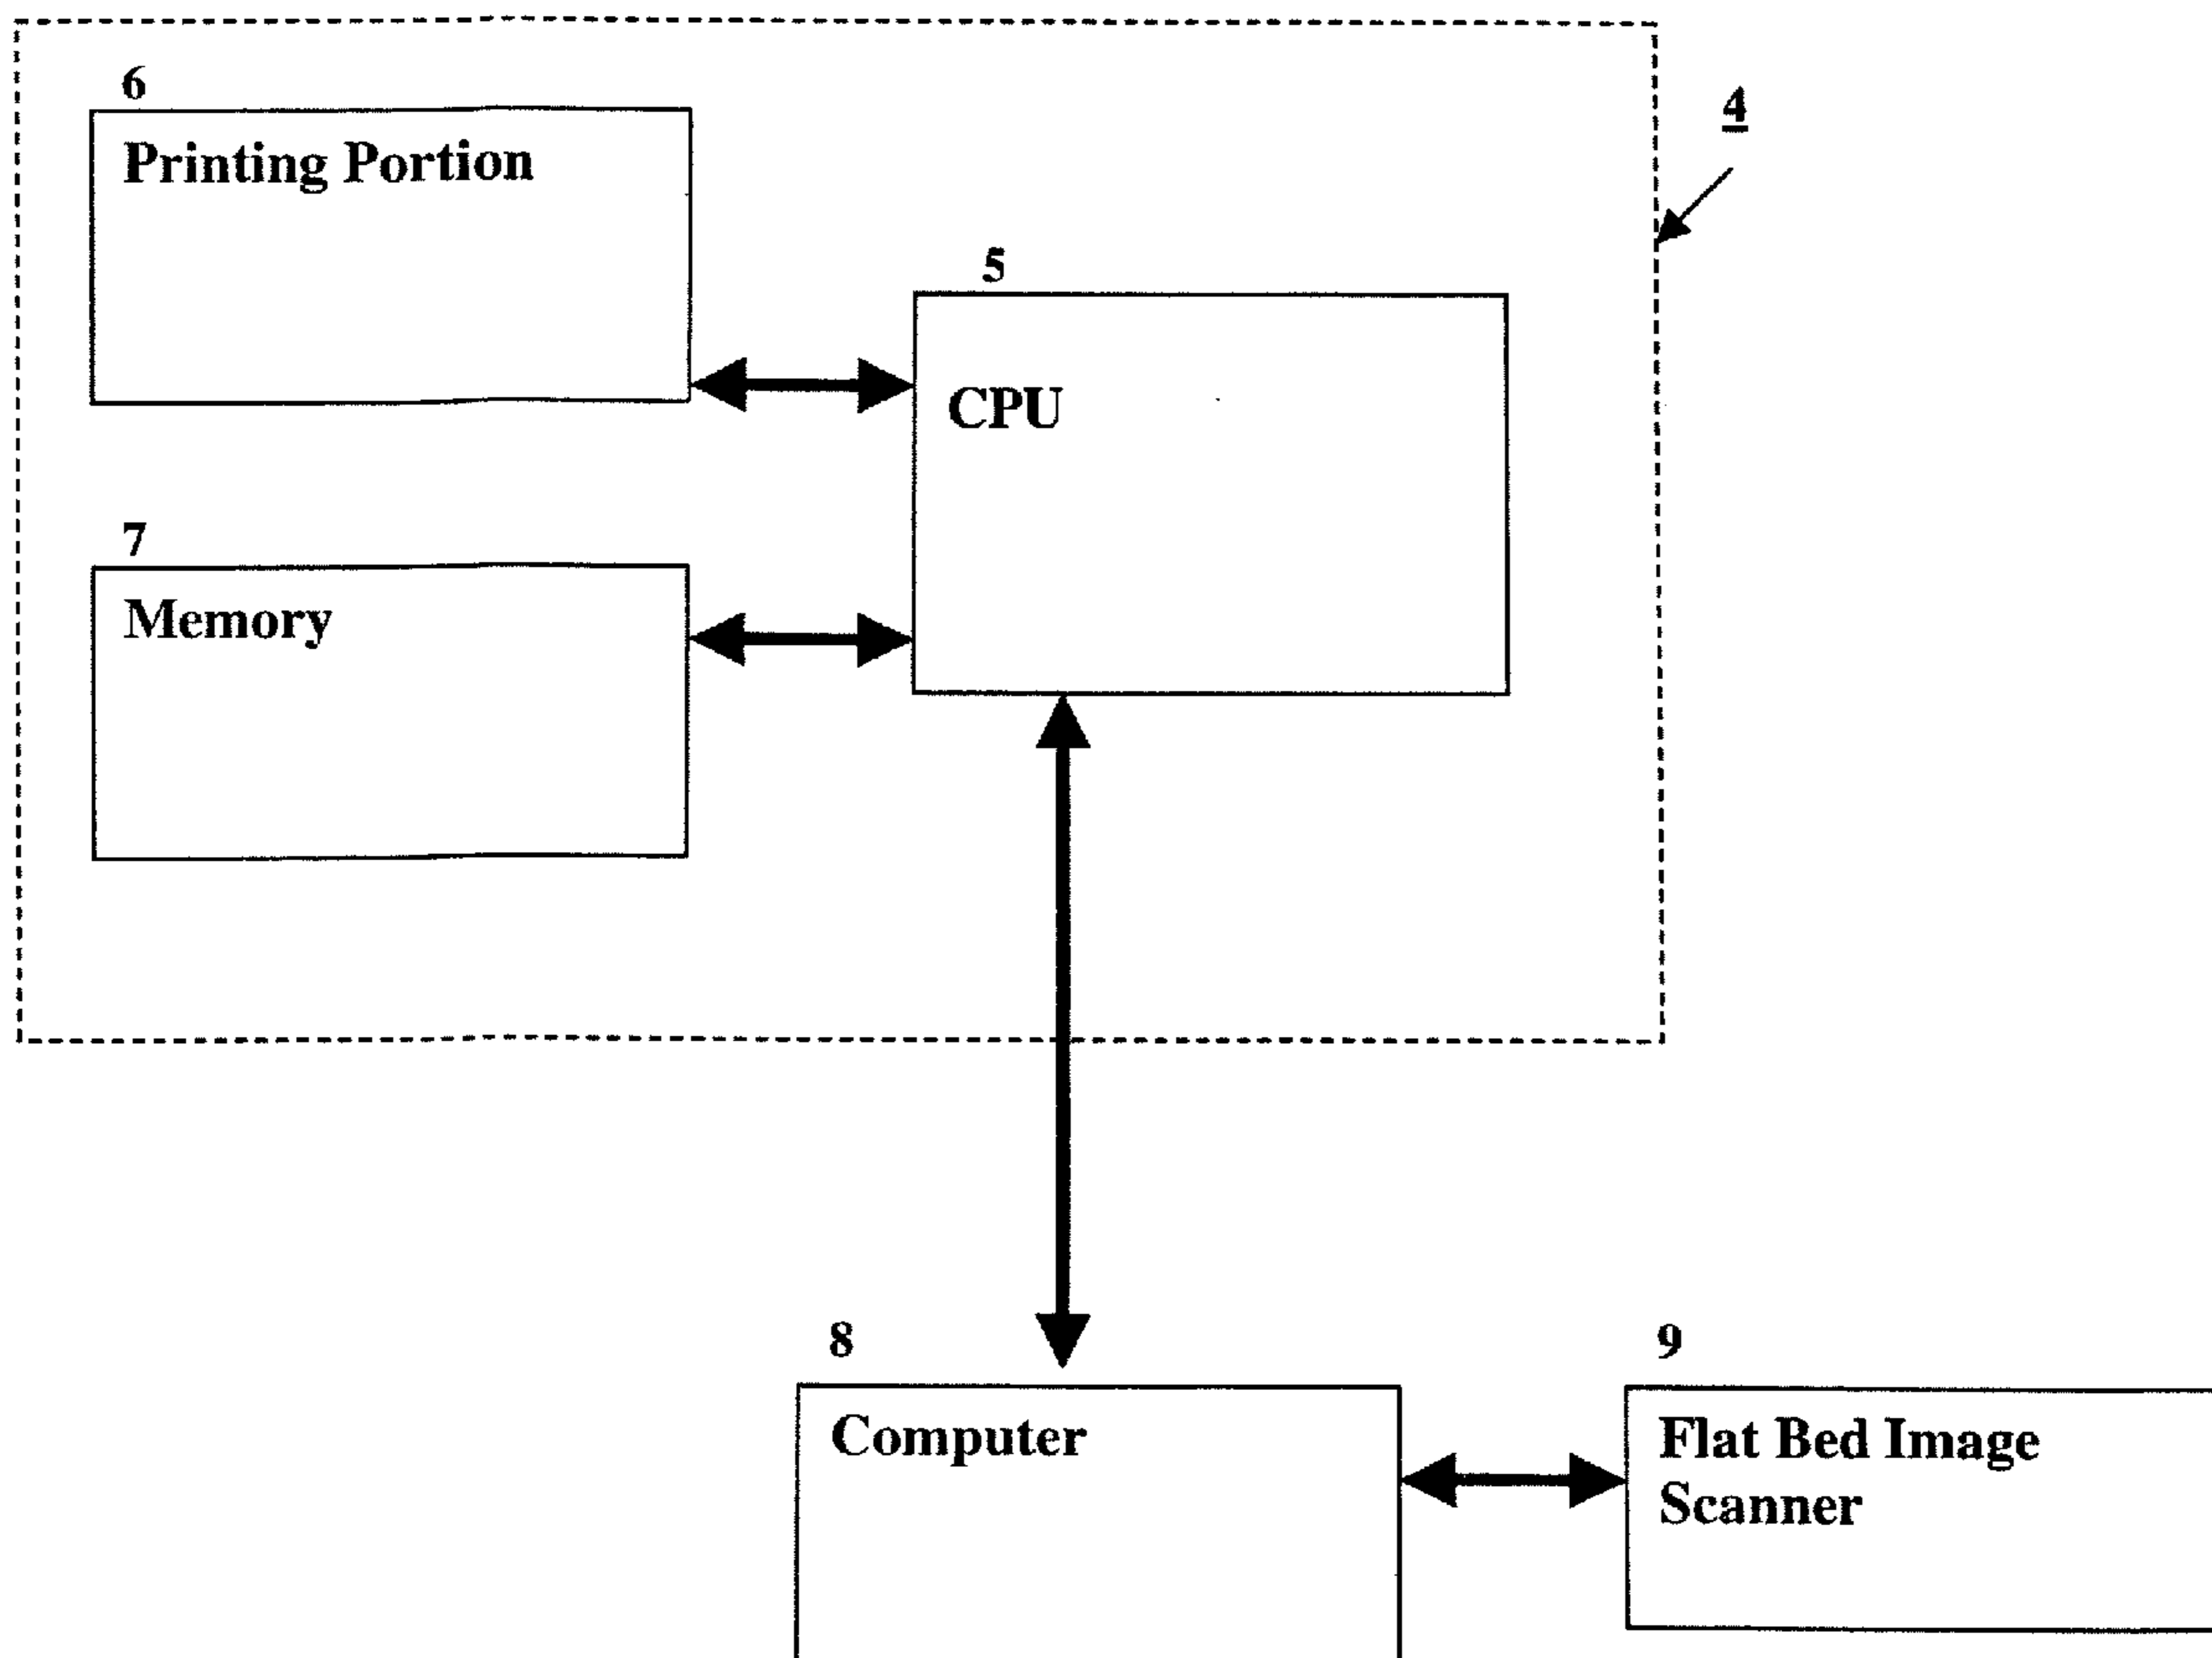 6
Printing Portion
4
5
CPU
7
Memory
8
Computer
9
Flat Bed Image
Scanner